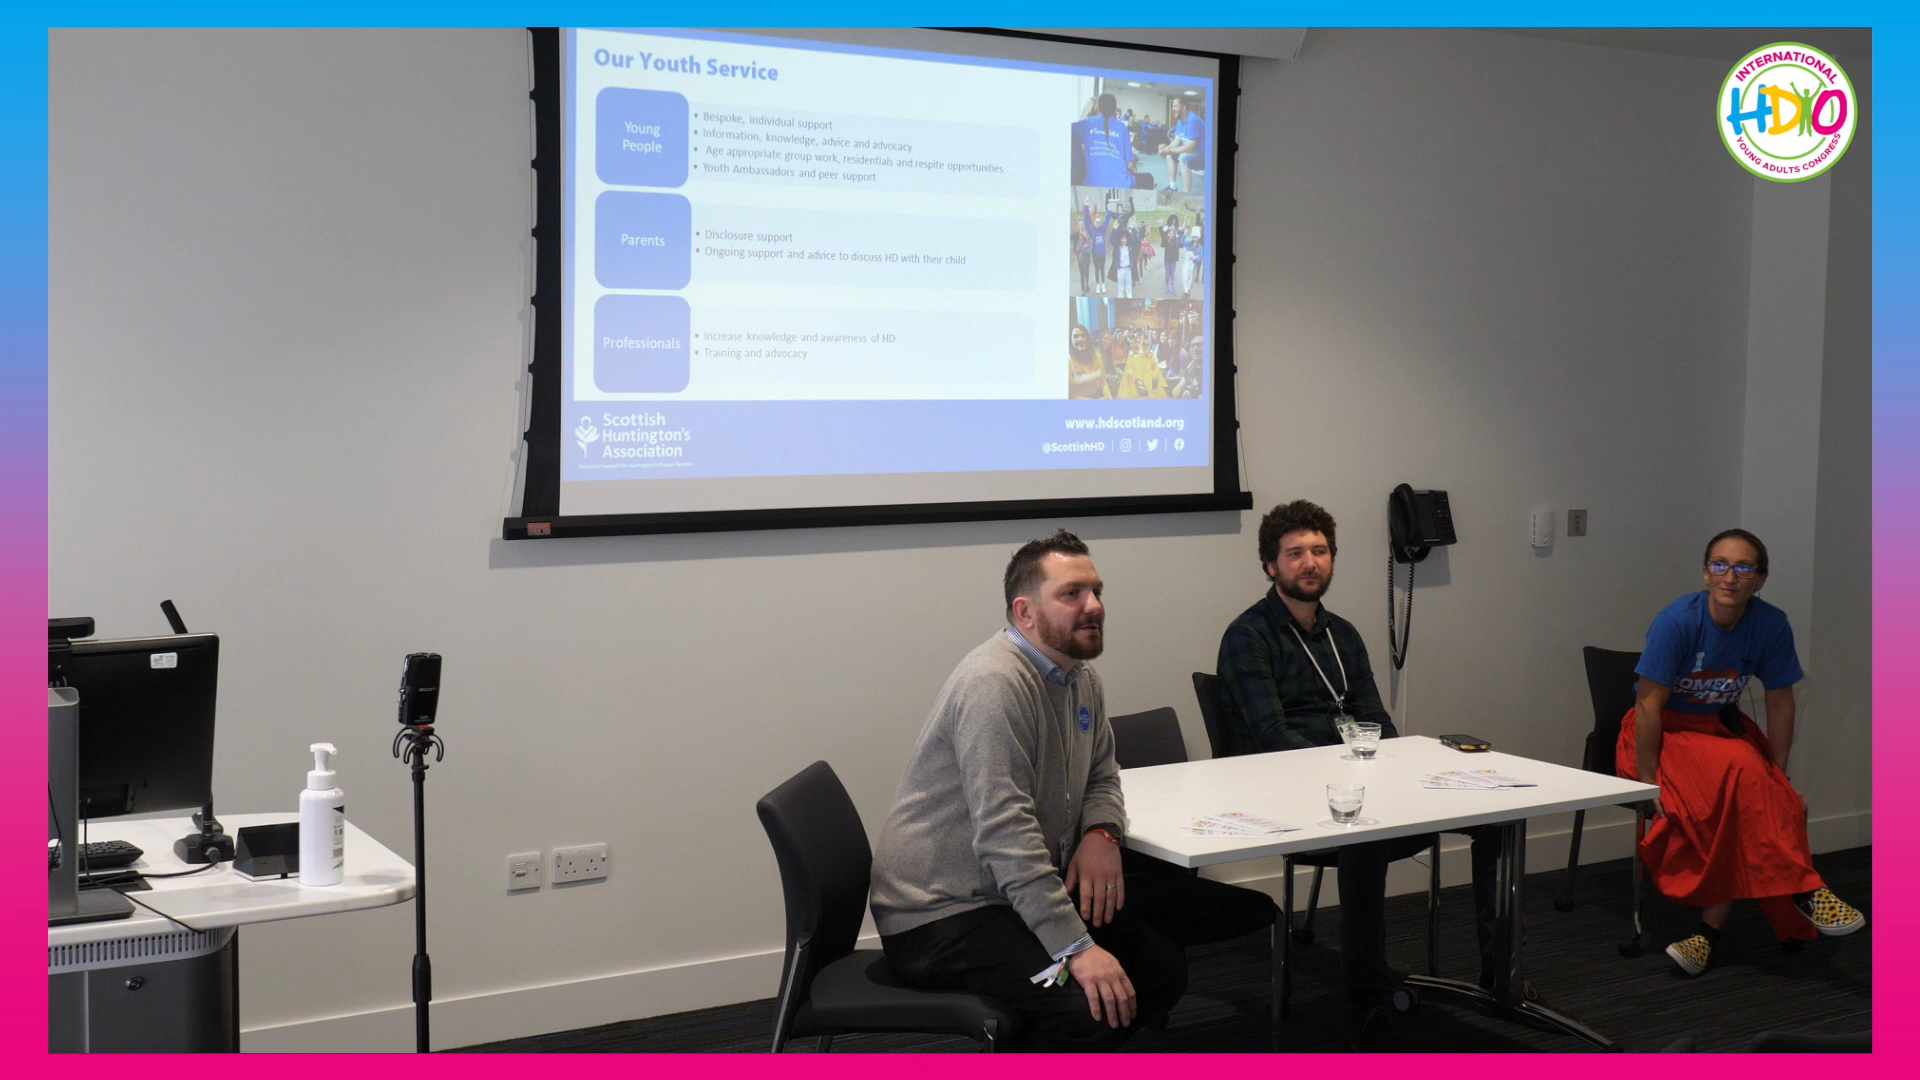 Our Youth Service
Young
People
• Bespoke, individual support
• Information, knowledge, advice and advocacy
• Age appropriate group work, residentials and respite opportunities
• Youth Ambassadors and peer support
Parents
• Disclosure support
• Ongoing support and advice to discuss HD with their child
Professionals
• Increase knowledge and awareness of HD
• Training and advocacy
Scottish
Huntington's
Association
www.hdscotland.org
@ScottishHD
INTERNATIONAL
HDYO
YOUNG ADULTS CONGRESS
I
SOMEONE